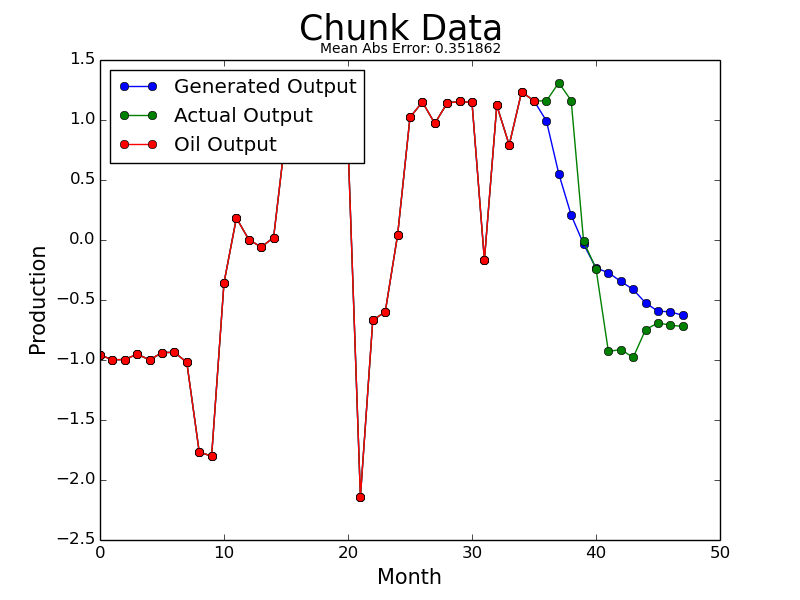 Chunk Data
Mean Abs Error: 0.351862
Generated Output
Actual Output
Oil Output
1.5
1.0
0.5
0.0
−0.5
−1.0
−1.5
−2.0
−2.5
Production
0 10 20 30 40 50
Month